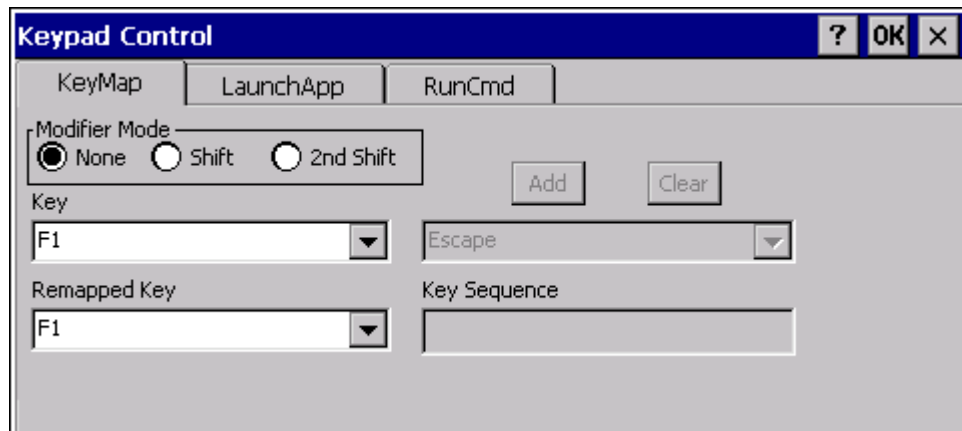 Keypad Control ? OK ×
KeyMap LaunchApp RunCmd
Modifier Mode
None Shift 2nd Shift
Add Clear
Key
F1 Escape
Remapped Key Key Sequence
F1